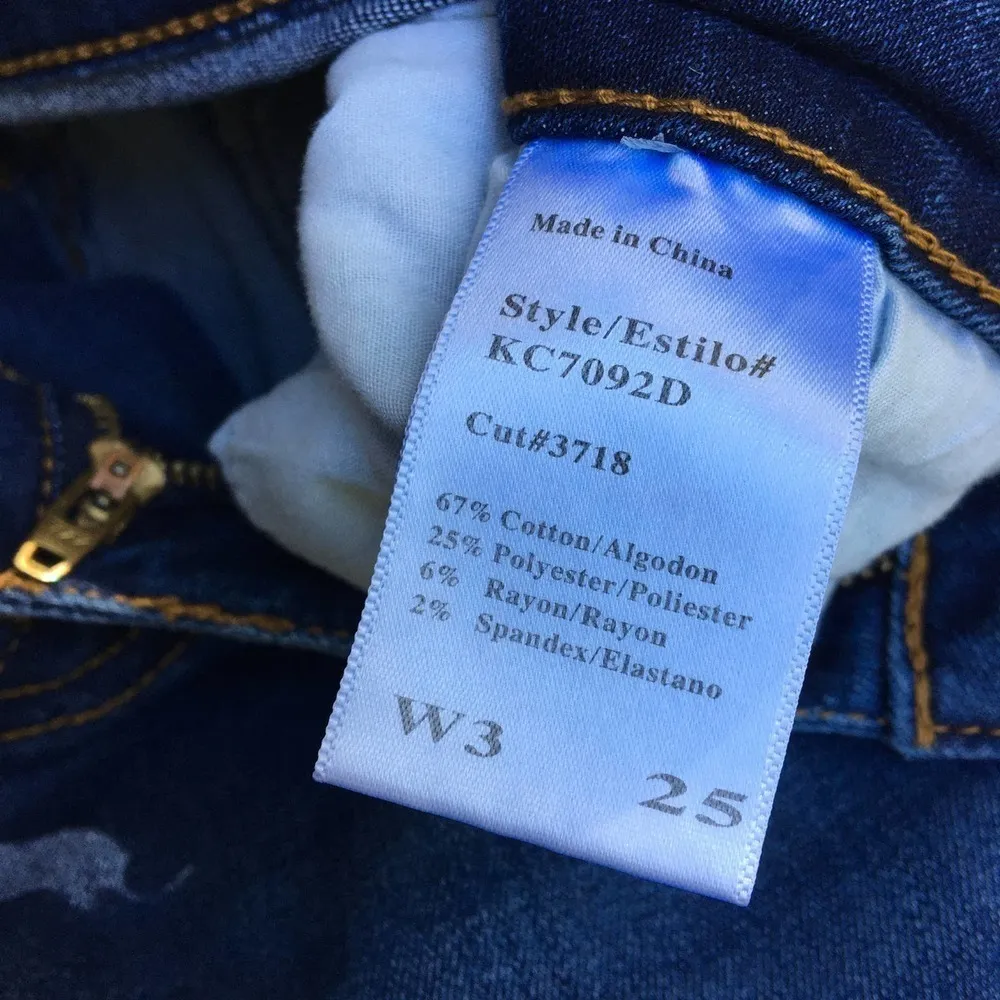 Made in China
Style/Estilo#
KC7092D
Cut#3718
67% Cotton/Algodon
25% Polyester/Poliester
6% Rayon/Rayon
2% Spandex/Elastano
W3
25